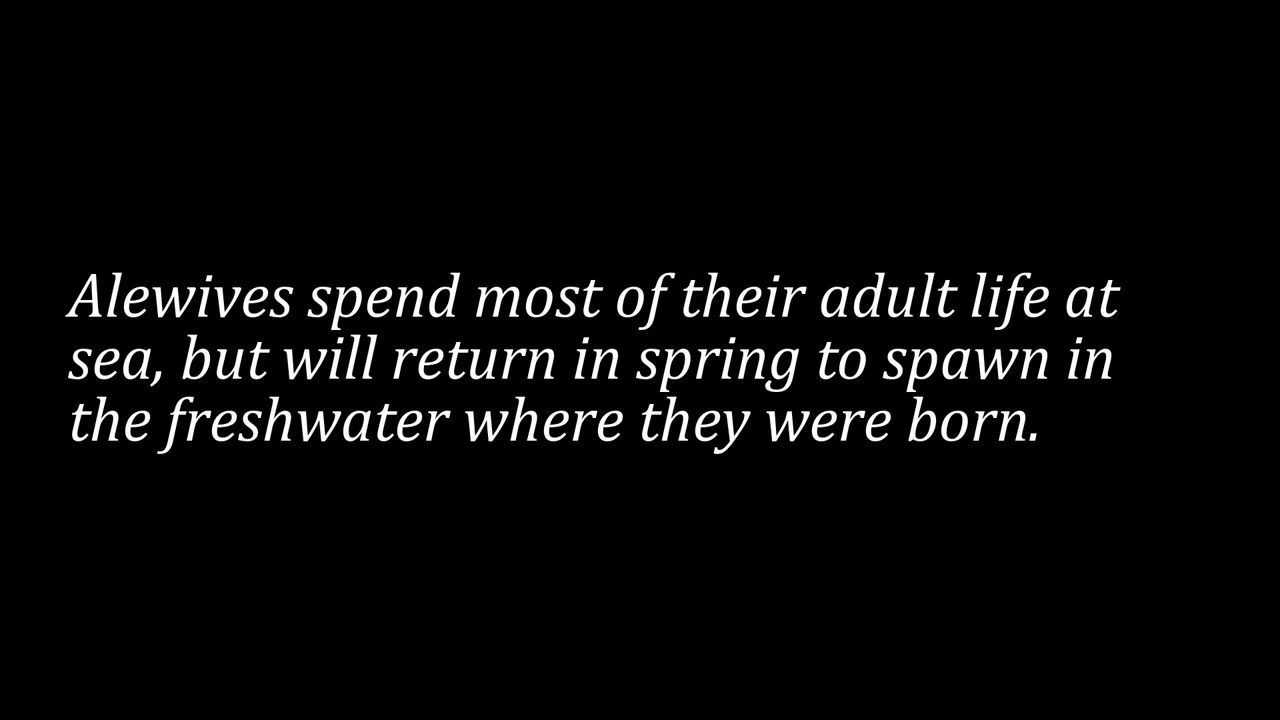 Alewives spend most of their adult life at
sea, but will return in spring to spawn in
the freshwater where they were born.